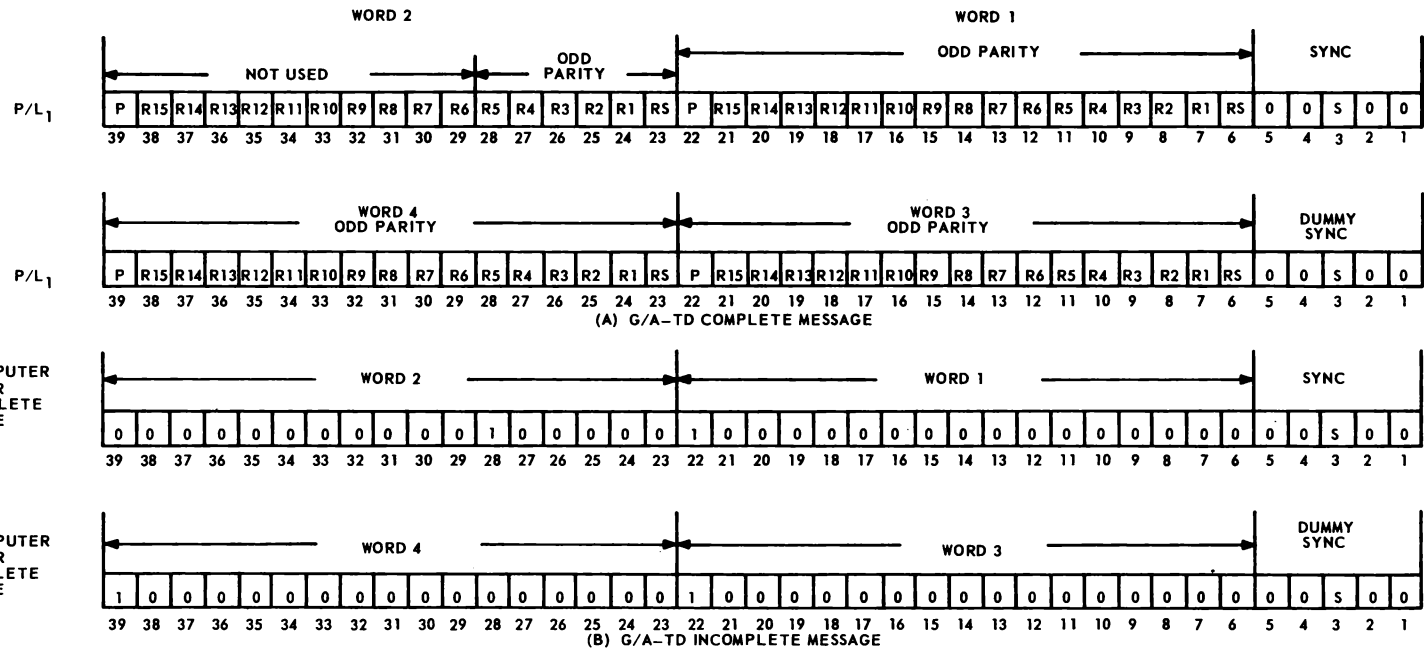 WORD 2 WORD 1
ODD PARITY SYNC
NOT USED ODD PARITY
P/L1 P R15 R14 R13 R12 R11 R10 R9 R8 R7 R6 R5 R4 R3 R2 R1 RS P R15 R14 R13 R12 R11 R10 R9 R8 R7 R6 R5 R4 R3 R2 R1 RS 0 0 S 0 0
39 38 37 36 35 34 33 32 31 30 29 28 27 26 25 24 23 22 21 20 19 18 17 16 15 14 13 12 11 10 9 8 7 6 5 4 3 2 1
WORD 4 WORD 3 DUMMY
ODD PARITY ODD PARITY SYNC
P/L1 P R15 R14 R13 R12 R11 R10 R9 R8 R7 R6 R5 R4 R3 R2 R1 RS P R15 R14 R13 R12 R11 R10 R9 R8 R7 R6 R5 R4 R3 R2 R1 RS 0 0 S 0 0
39 38 37 36 35 34 33 32 31 30 29 28 27 26 25 24 23 22 21 20 19 18 17 16 15 14 13 12 11 10 9 8 7 6 5 4 3 2 1
(A) G/A–TD COMPLETE MESSAGE
PUTER
R
PLETE
E
WORD 2 WORD 1 SYNC
0 0 0 0 0 0 0 0 0 0 0 1 0 0 0 0 0 1 0 0 0 0 0 0 0 0 0 0 0 0 0 0 0 0 0 0 S 0 0
39 38 37 36 35 34 33 32 31 30 29 28 27 26 25 24 23 22 21 20 19 18 17 16 15 14 13 12 11 10 9 8 7 6 5 4 3 2 1
PUTER
R
LETE
E
WORD 4 WORD 3 DUMMY
SYNC
1 0 0 0 0 0 0 0 0 0 0 0 0 0 0 0 0 1 0 0 0 0 0 0 0 0 0 0 0 0 0 0 0 0 0 0 S 0 0
39 38 37 36 35 34 33 32 31 30 29 28 27 26 25 24 23 22 21 20 19 18 17 16 15 14 13 12 11 10 9 8 7 6 5 4 3 2 1
(B) G/A–TD INCOMPLETE MESSAGE